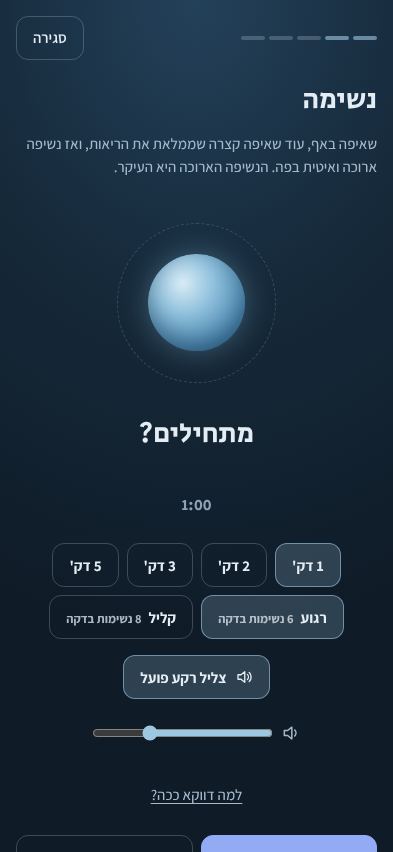 סגירה
נשימה
שאיפה באף, עוד שאיפה קצרה שממלאת את הריאות, ואז נשיפה
ארוכה ואיטית בפה. הנשיפה הארוכה היא העיקר.
מתחילים?
1:00
1 דק' 2 דק' 3 דק' 5 דק'
רגוע 6 נשימות בדקה קליל 8 נשימות בדקה
צליל רקע פועל
למה דווקא ככה?